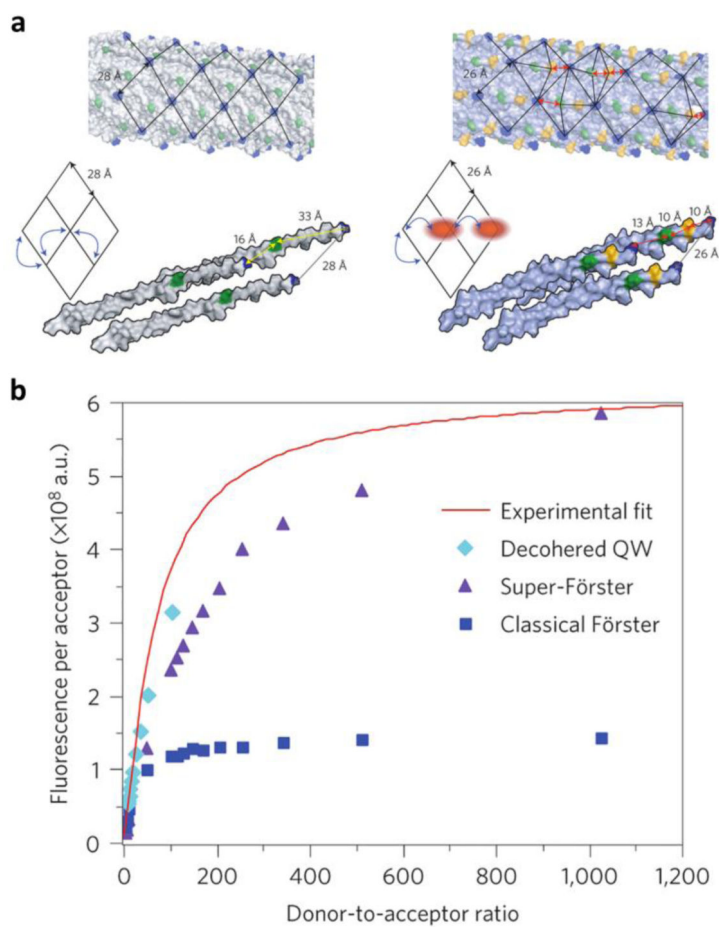 a
28 Å
26 Å
28 Å
26 Å
33 Å
16 Å
28 Å
13 Å
10 Å
10 Å
26 Å
b
Fluorescence per acceptor (×10⁸ a.u.)
6
5
4
3
2
1
0
Experimental fit
Decohered QW
Super-Förster
Classical Förster
0
200
400
600
800
1,000
1,200
Donor-to-acceptor ratio